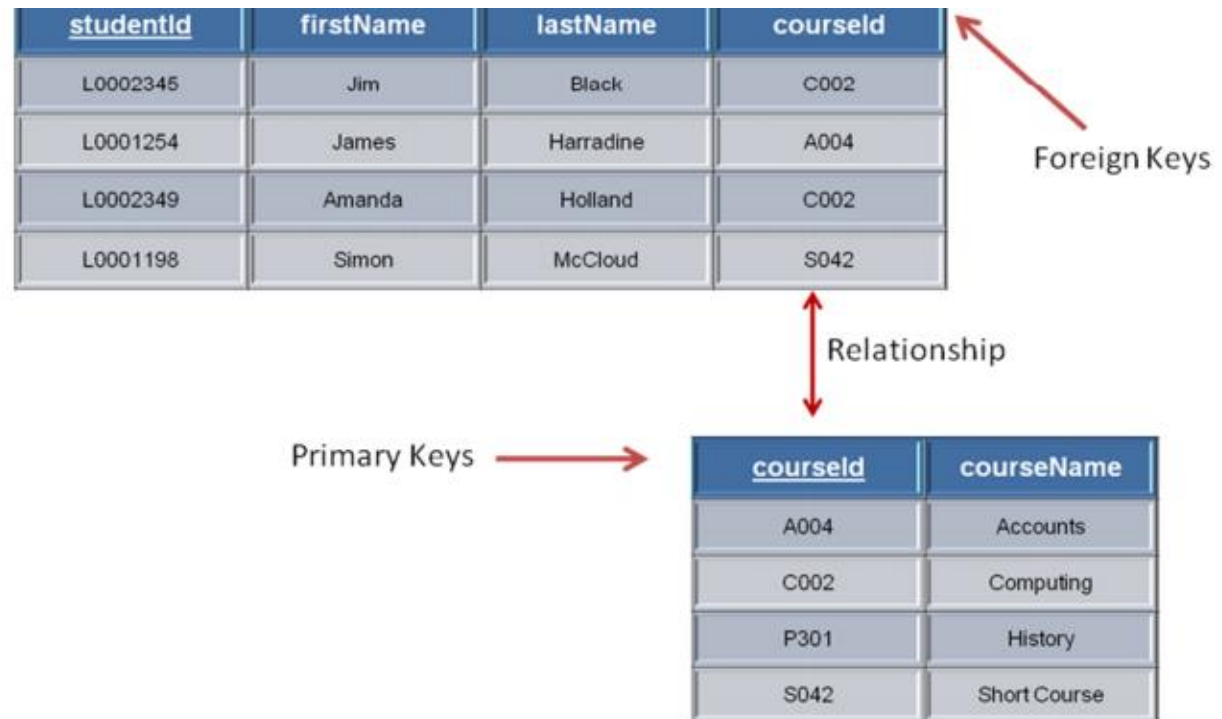 studentId firstName lastName courseId
L0002345 Jim Black C002
L0001254 James Harradine A004
Foreign Keys
L0002349 Amanda Holland C002
L0001198 Simon McCloud S042
Relationship
Primary Keys
courseId courseName
A004 Accounts
C002 Computing
P301 History
S042 Short Course